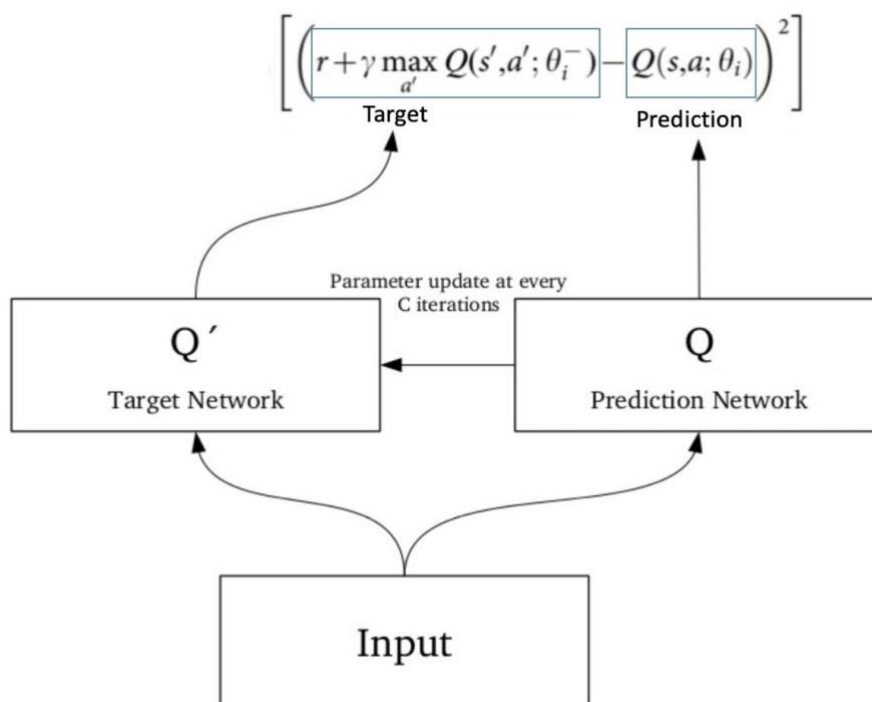 [(r + γ max Q(s′,a′; θᵢ⁻) − Q(s,a; θᵢ))²]
a′
Target
Prediction
Parameter update at every
C iterations
Q´
Target Network
Q
Prediction Network
Input